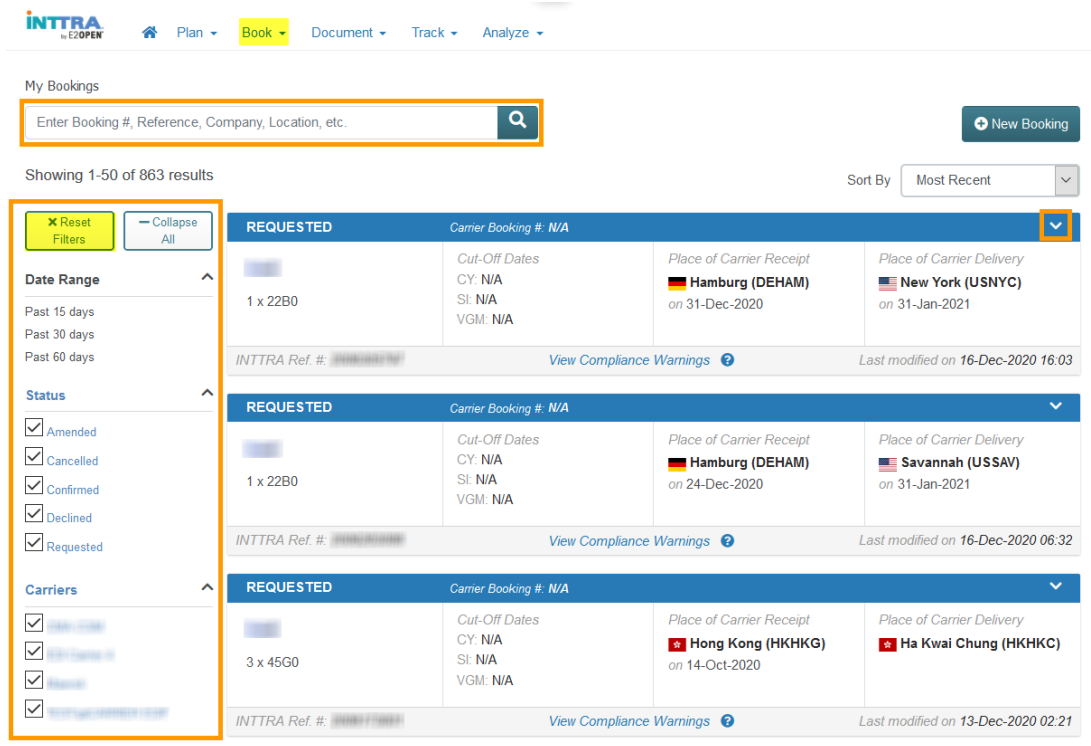 INTTRA
by E2OPEN
Plan
Book
Document
Track
Analyze
My Bookings
Enter Booking #, Reference, Company, Location, etc.
New Booking
Showing 1-50 of 863 results
Sort By
Most Recent
Reset
Filters
Collapse
All
Date Range
Past 15 days
Past 30 days
Past 60 days
Status
Amended
Cancelled
Confirmed
Declined
Requested
Carriers
REQUESTED
Carrier Booking #: N/A
1 x 22B0
Cut-Off Dates
CY: N/A
SI: N/A
VGM: N/A
Place of Carrier Receipt
Hamburg (DEHAM)
on 31-Dec-2020
Place of Carrier Delivery
New York (USNYC)
on 31-Jan-2021
INTTRA Ref. #:
View Compliance Warnings ?
Last modified on 16-Dec-2020 16:03
REQUESTED
Carrier Booking #: N/A
1 x 22B0
Cut-Off Dates
CY: N/A
SI: N/A
VGM: N/A
Place of Carrier Receipt
Hamburg (DEHAM)
on 24-Dec-2020
Place of Carrier Delivery
Savannah (USSAV)
on 31-Jan-2021
INTTRA Ref. #:
View Compliance Warnings ?
Last modified on 16-Dec-2020 06:32
REQUESTED
Carrier Booking #: N/A
3 x 45G0
Cut-Off Dates
CY: N/A
SI: N/A
VGM: N/A
Place of Carrier Receipt
Hong Kong (HKHKG)
on 14-Oct-2020
Place of Carrier Delivery
Ha Kwai Chung (HKHKC)
INTTRA Ref. #:
View Compliance Warnings ?
Last modified on 13-Dec-2020 02:21